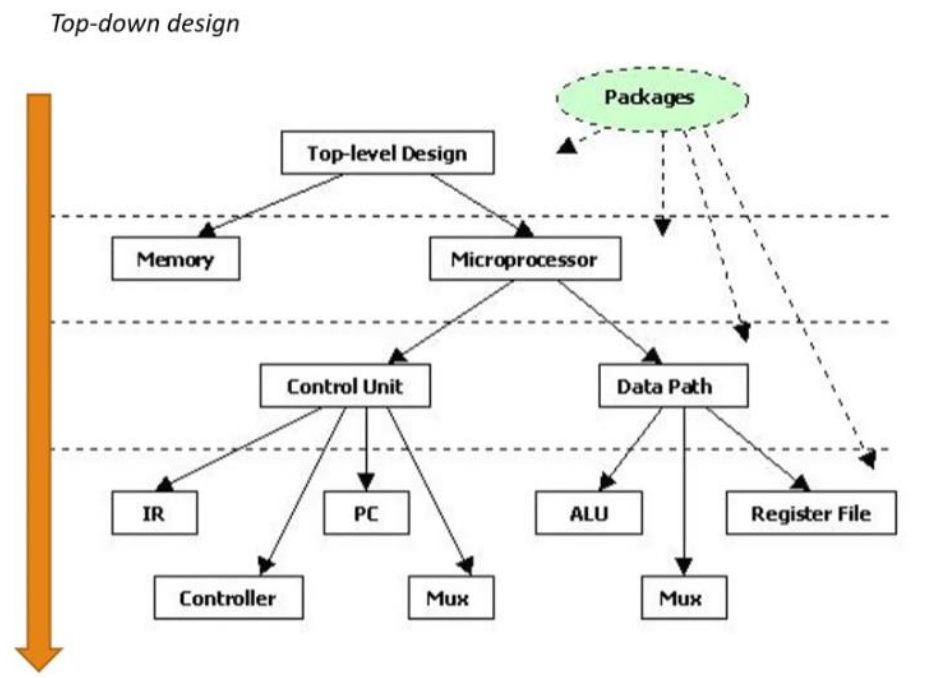 Top-down design
Packages
Top-level Design
Memory
Microprocessor
Control Unit
Data Path
IR
PC
ALU
Register File
Controller
Mux
Mux